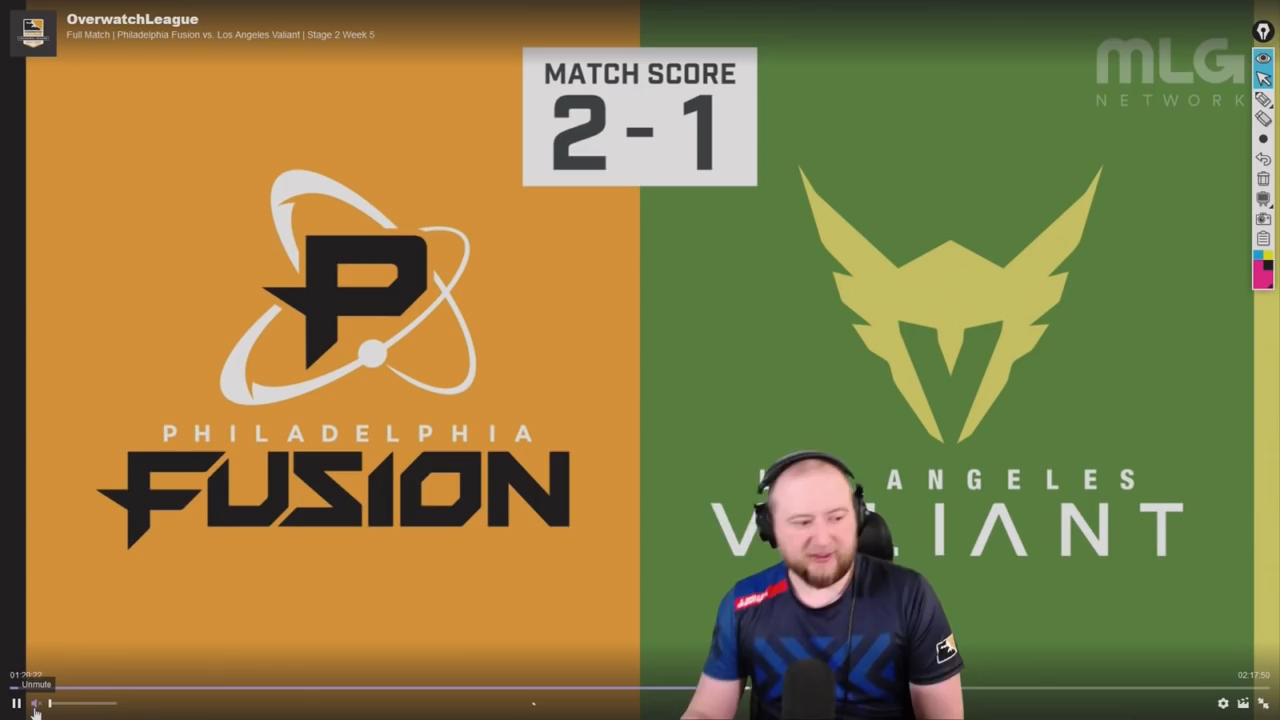 OverwatchLeague
Full Match | Philadelphia Fusion vs. Los Angeles Valiant | Stage 2 Week 5
MATCH SCORE
2 - 1
MLG
NETWORK
P
PHILADELPHIA
FUSION
ANGELES
Unmute
02:17:50